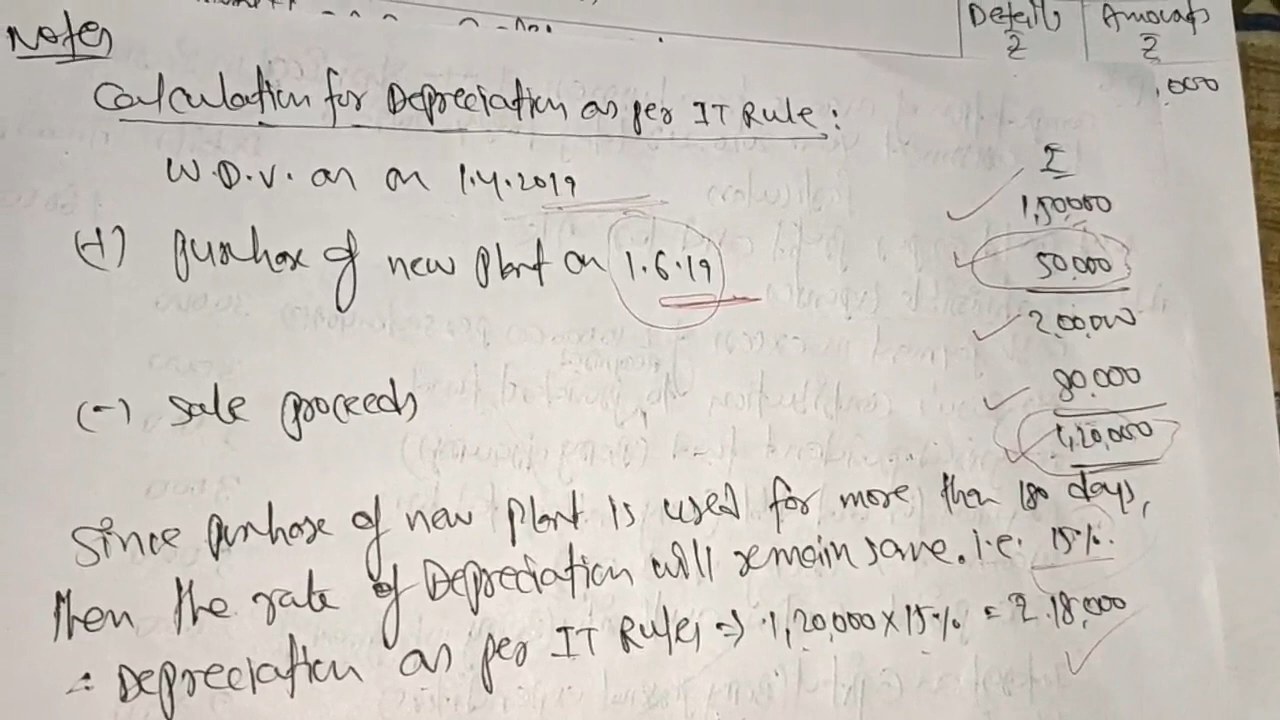 Details Amounts
₹ ₹
,000
Notes
Calculation for Depreciation as per IT Rule:
W.D.V. as on 1.4.2019 1,50,000
₹
(+) purchase of new plant on 1.6.19 50,000
2,00,000
(-) sale proceeds 80,000
1,20,000
Since purchase of new plant is used for more than 180 days,
then the rate of Depreciation will remain same. i.e. 15%.
∴ Depreciation as per IT Rules => 1,20,000 x 15% = ₹.18,000